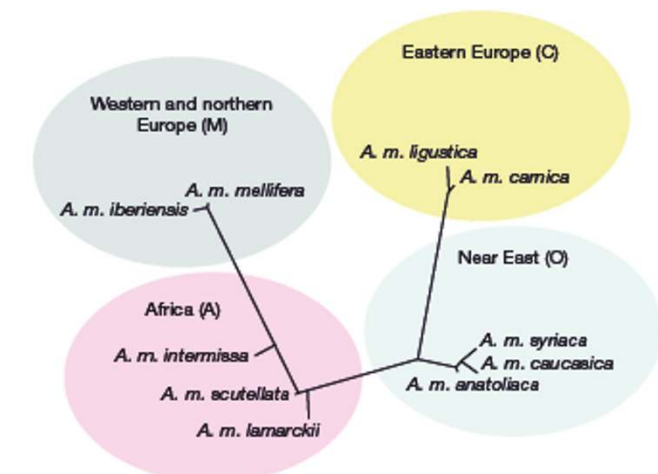 Eastern Europe (C)
A. m. ligustica
A. m. carnica
Western and northern
Europe (M)
A. m. mellifera
A. m. iberiensis
Near East (O)
A. m. syriaca
A. m. caucasica
A. m. anatoliaca
Africa (A)
A. m. intermissa
A. m. scutellata
A. m. lamarckii